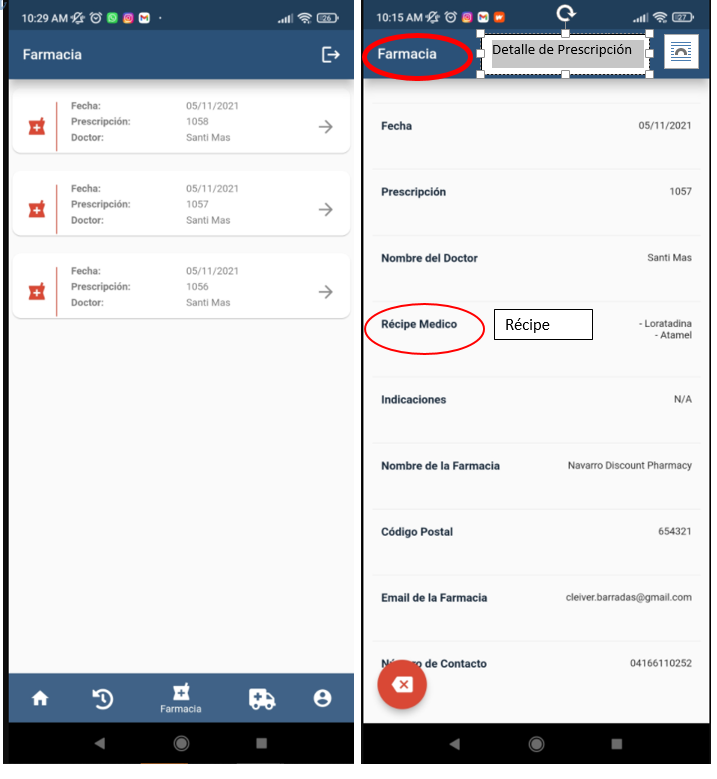 10:29 AM
26
Farmacia
Fecha: 05/11/2021
Prescripción: 1058
Doctor: Santi Mas
Fecha: 05/11/2021
Prescripción: 1057
Doctor: Santi Mas
Fecha: 05/11/2021
Prescripción: 1056
Doctor: Santi Mas
Farmacia
10:15 AM
27
Farmacia
Detalle de Prescripción
Fecha 05/11/2021
Prescripción 1057
Nombre del Doctor Santi Mas
Récipe Medico Récipe - Loratadina
- Atamel
Indicaciones N/A
Nombre de la Farmacia Navarro Discount Pharmacy
Código Postal 654321
Email de la Farmacia cleiver.barradas@gmail.com
Número de Contacto 04166110252